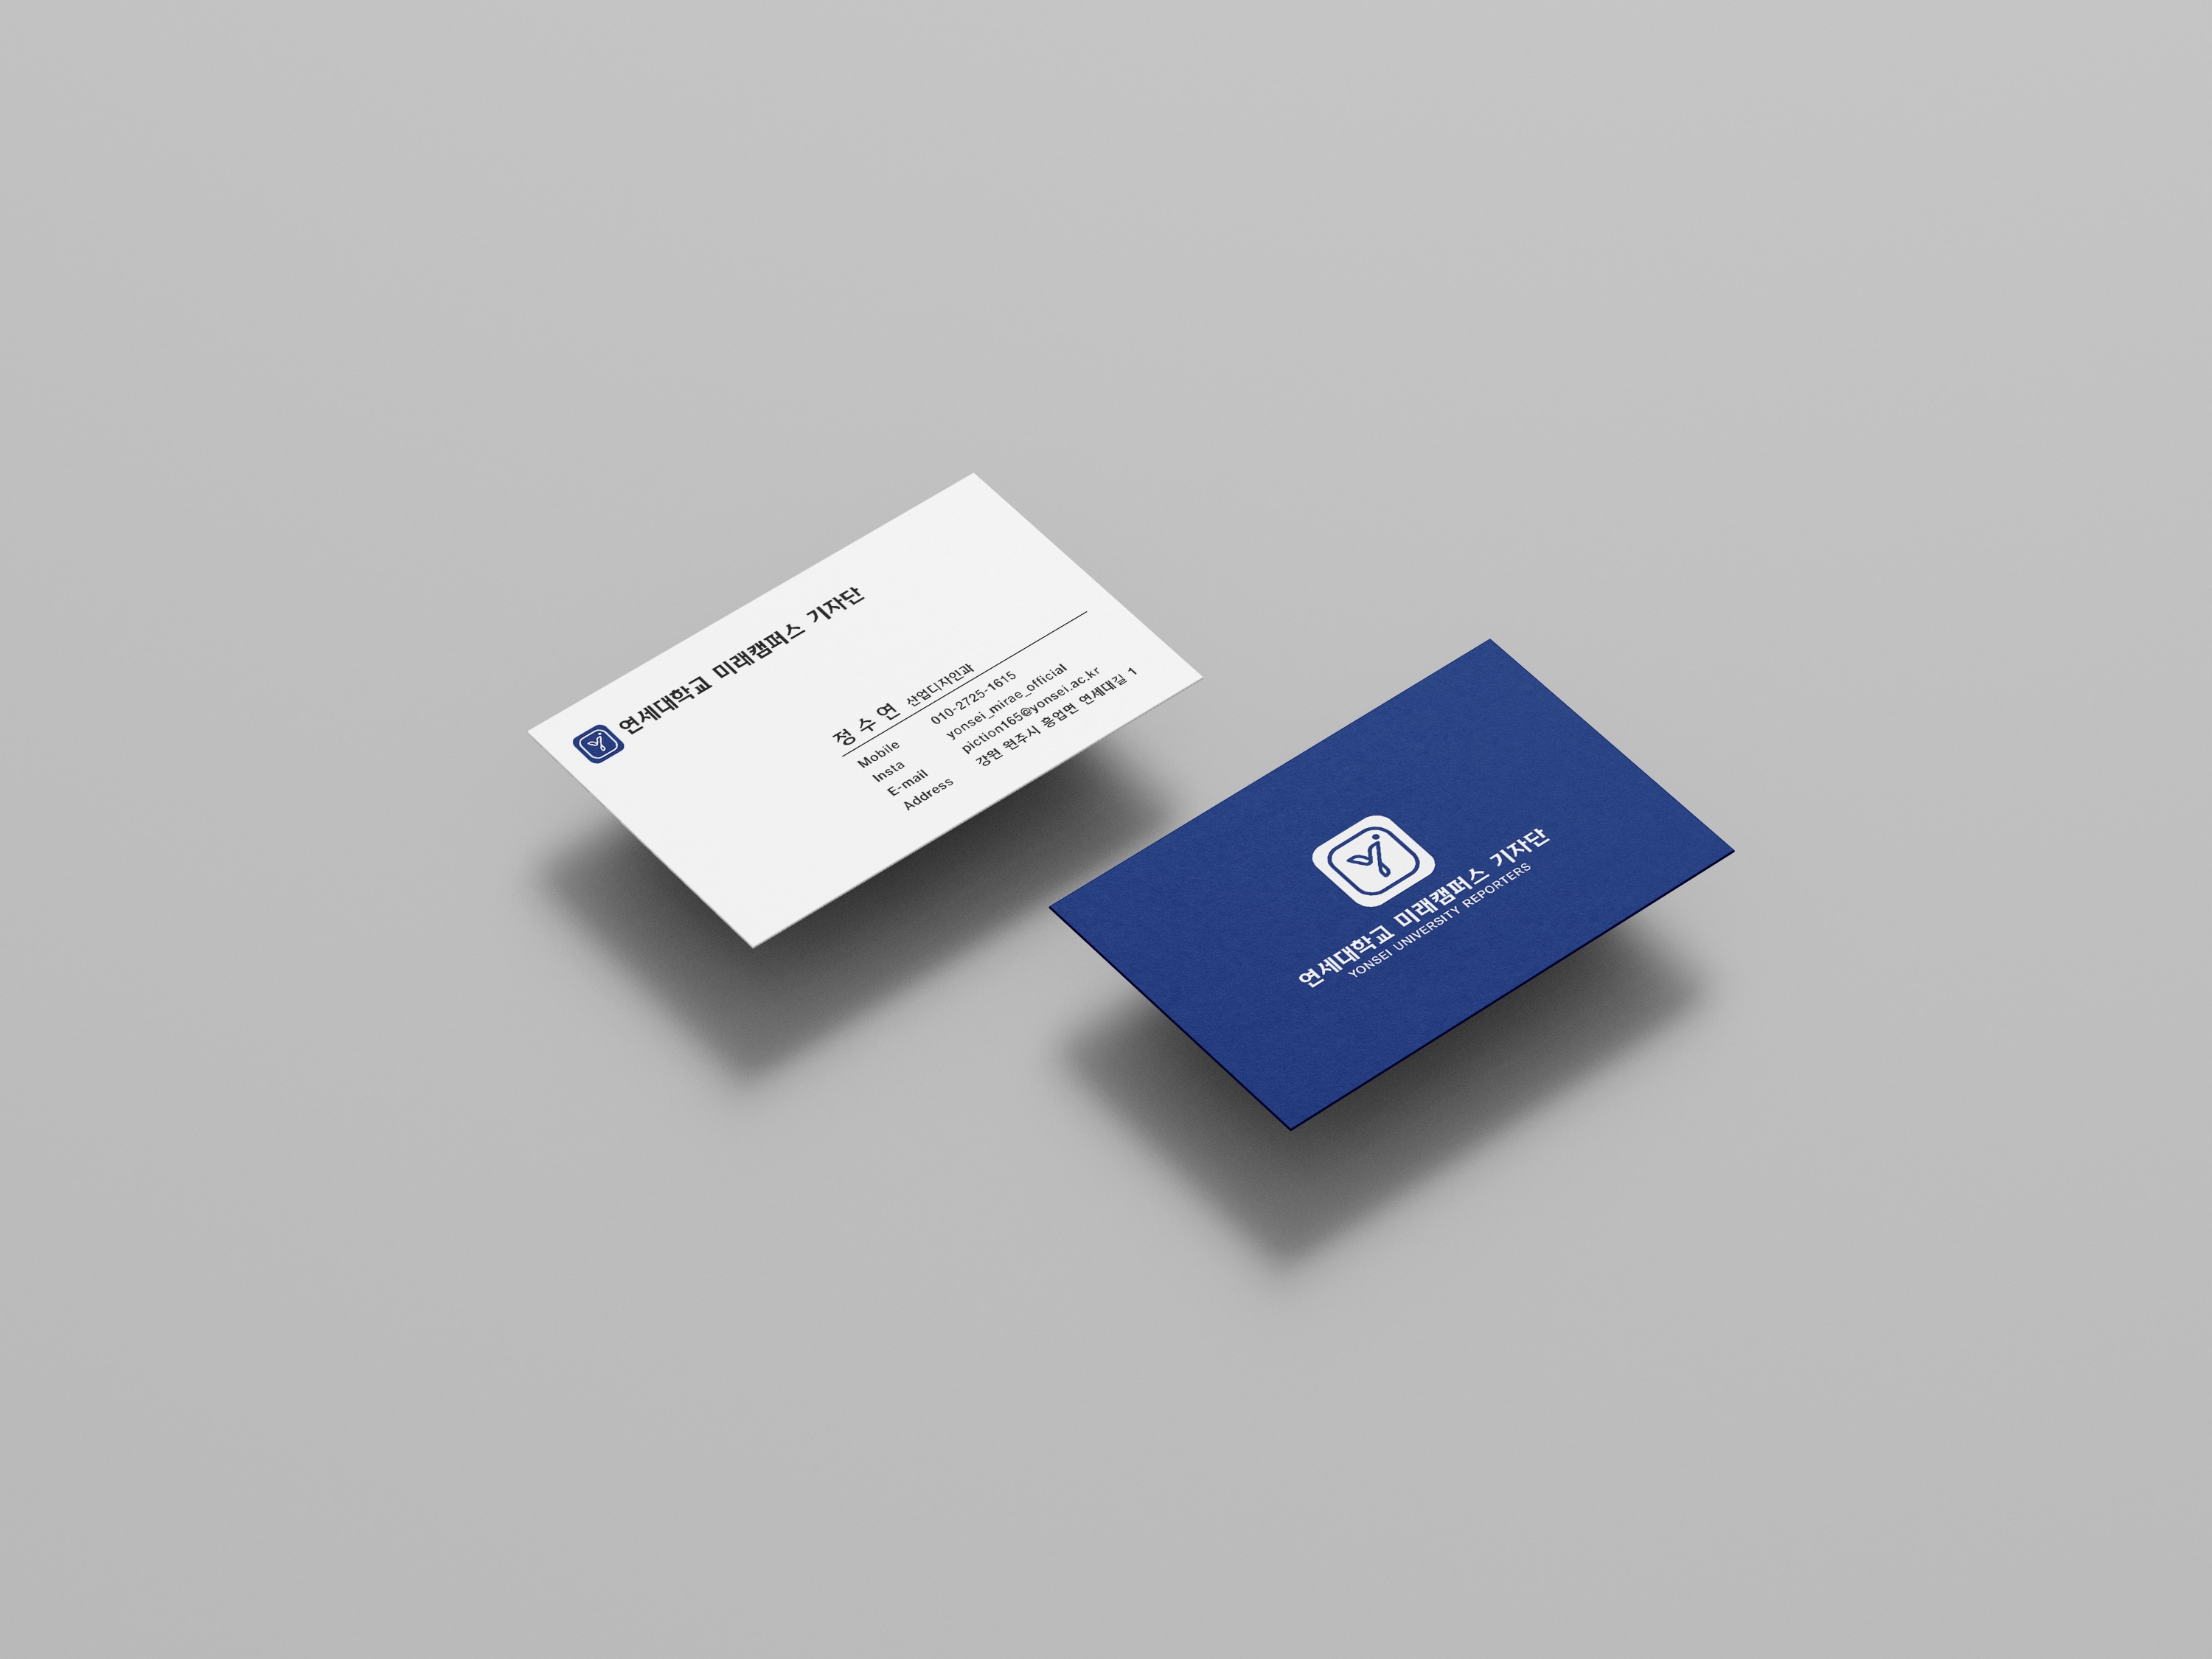 연세대학교 미래캠퍼스 기자단
정수연 산업디자인과
Mobile 010-2725-1615
Insta yonsei_mirae_official
E-mail piction165@yonsei.ac.kr
Address 강원 원주시 흥업면 연세대길 1
연세대학교 미래캠퍼스 기자단
YONSEI UNIVERSITY REPORTERS